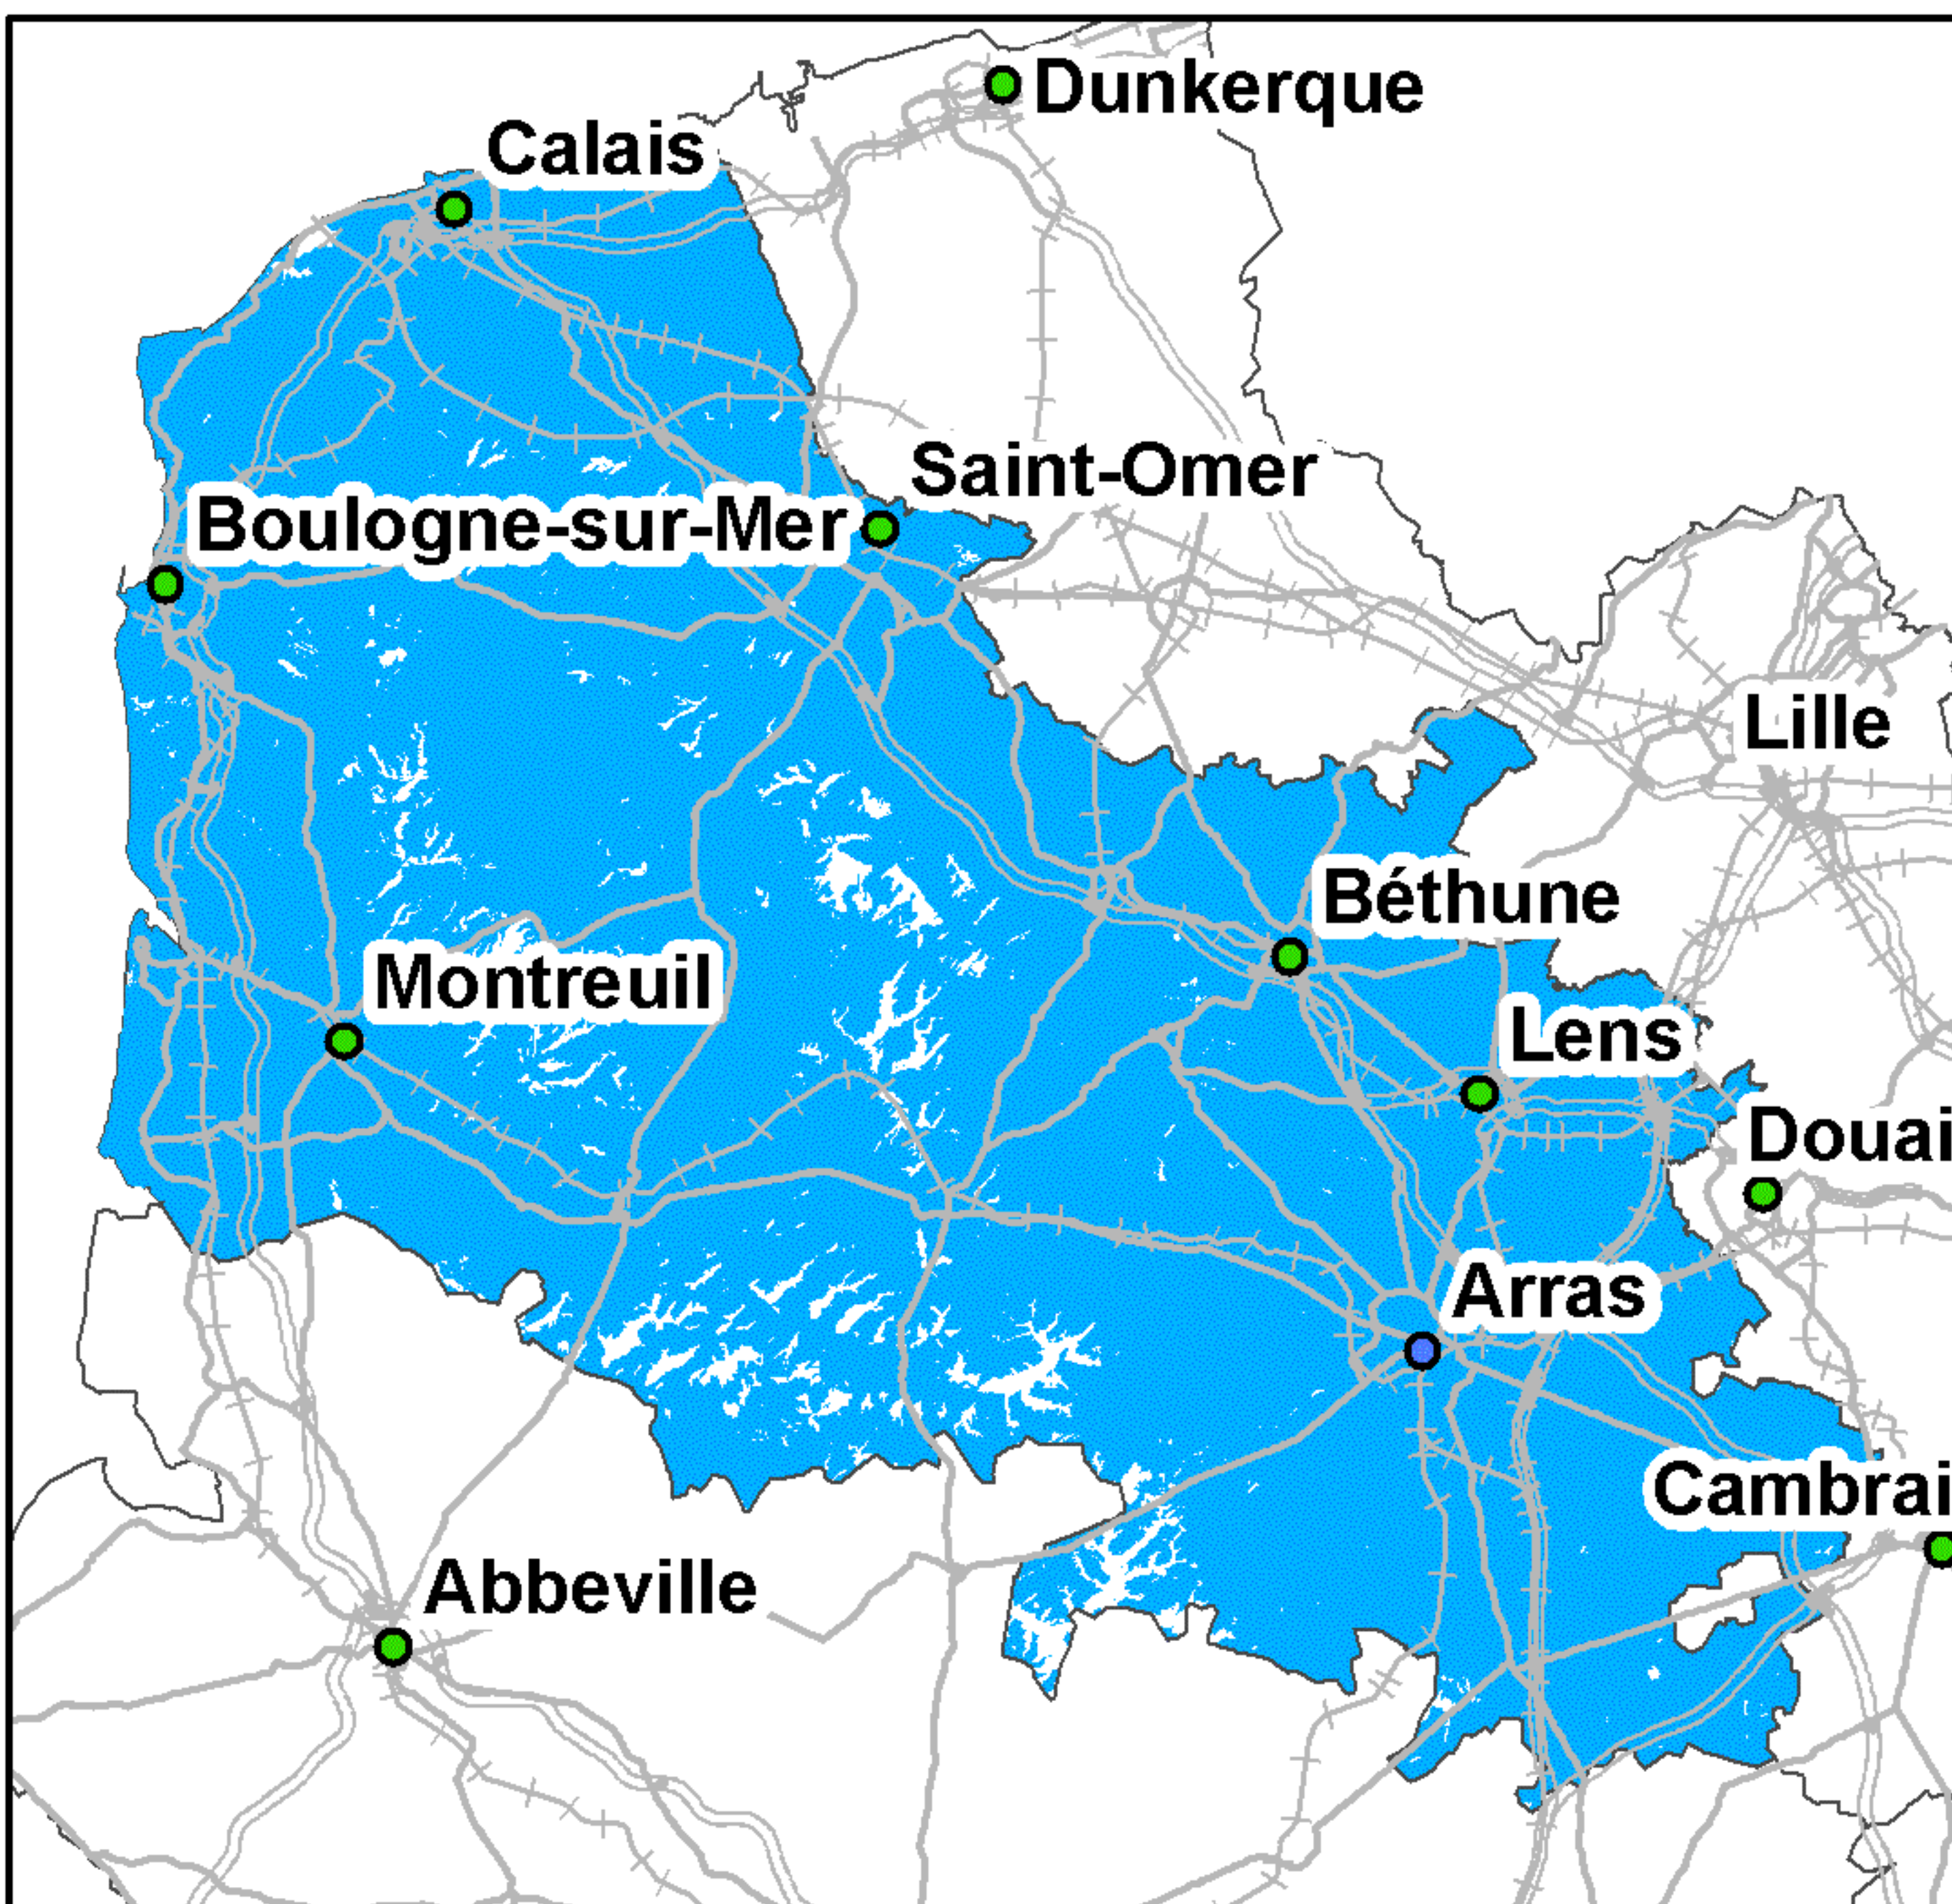 Dunkerque
Calais
Saint-Omer
Boulogne-sur-Mer
Lille
Béthune
Montreuil
Lens
Douai
Arras
Cambrai
Abbeville